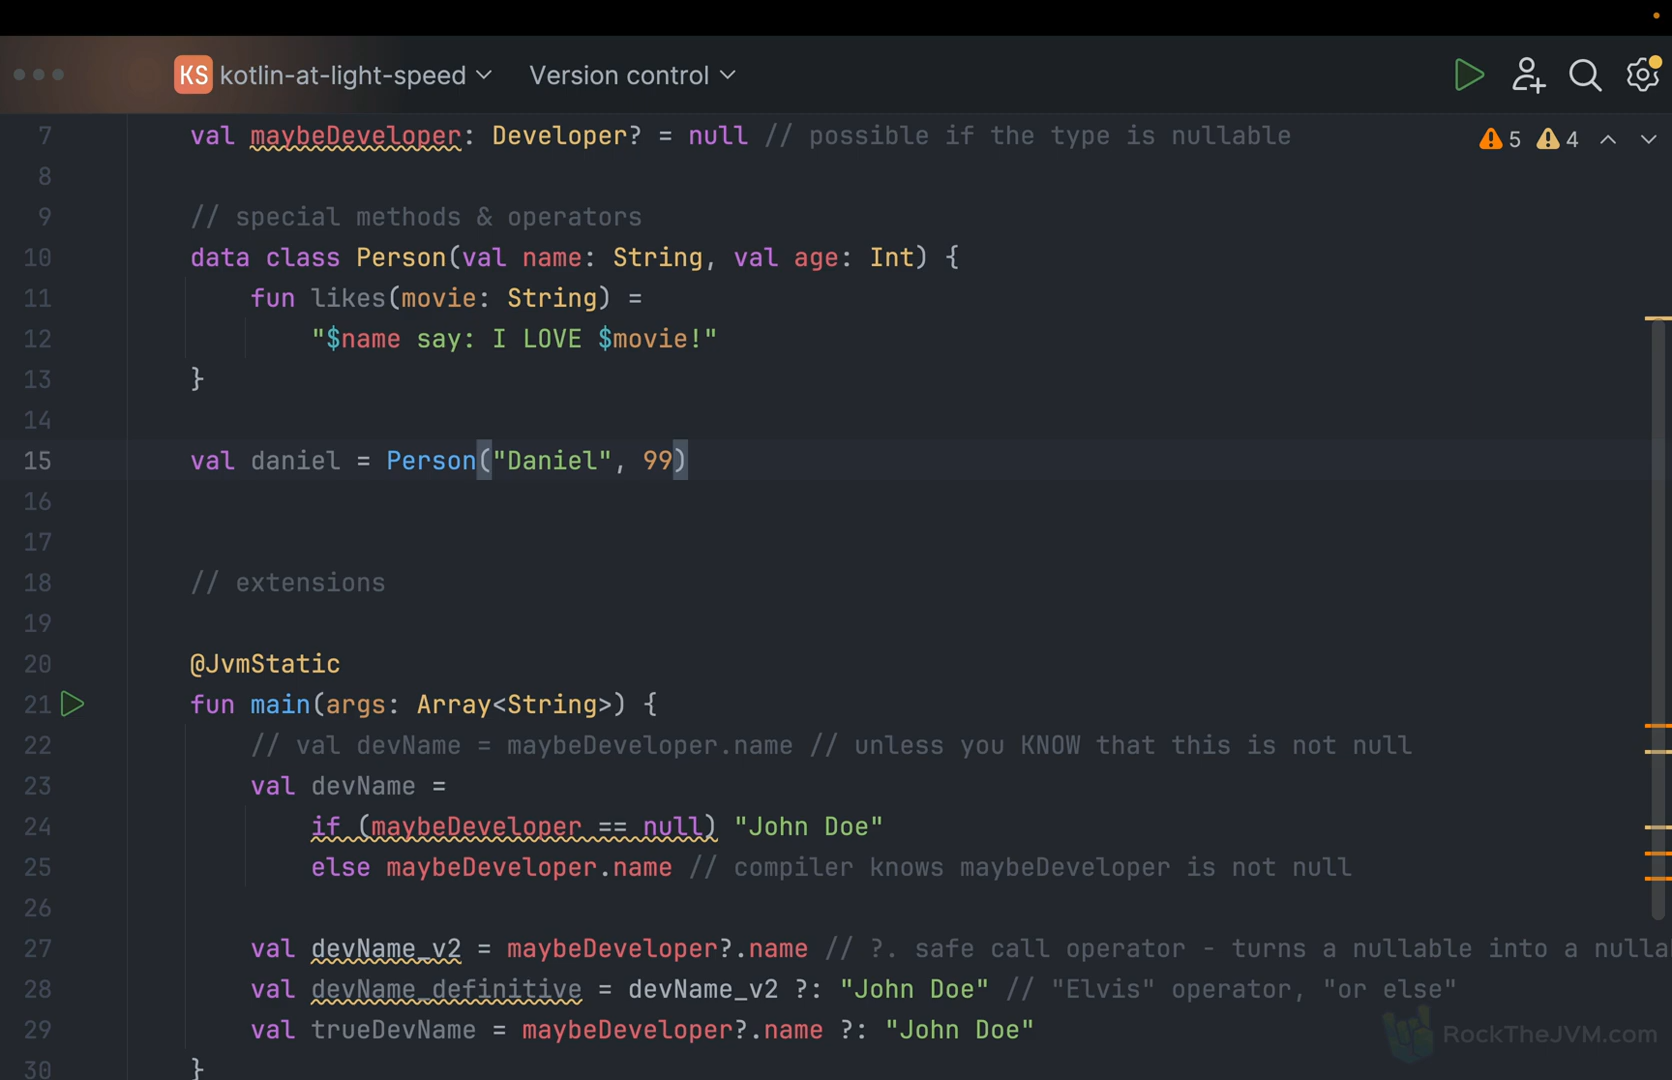 KS kotlin-at-light-speed Version control
7 val maybeDeveloper: Developer? = null // possible if the type is nullable 5 4
8
9 // special methods & operators
10 data class Person(val name: String, val age: Int) {
11 fun likes(movie: String) =
12 "$name say: I LOVE $movie!"
13 }
14
15 val daniel = Person("Daniel", 99)
16
17
18 // extensions
19
20 @JvmStatic
21 fun main(args: Array<String>) {
22 // val devName = maybeDeveloper.name // unless you KNOW that this is not null
23 val devName =
24 if (maybeDeveloper == null) "John Doe"
25 else maybeDeveloper.name // compiler knows maybeDeveloper is not null
26
27 val devName_v2 = maybeDeveloper?.name // ?. safe call operator - turns a nullable into a nulla
28 val devName_definitive = devName_v2 ?: "John Doe" // "Elvis" operator, "or else"
29 val trueDevName = maybeDeveloper?.name ?: "John Doe"
RockTheJVM.com
30 }